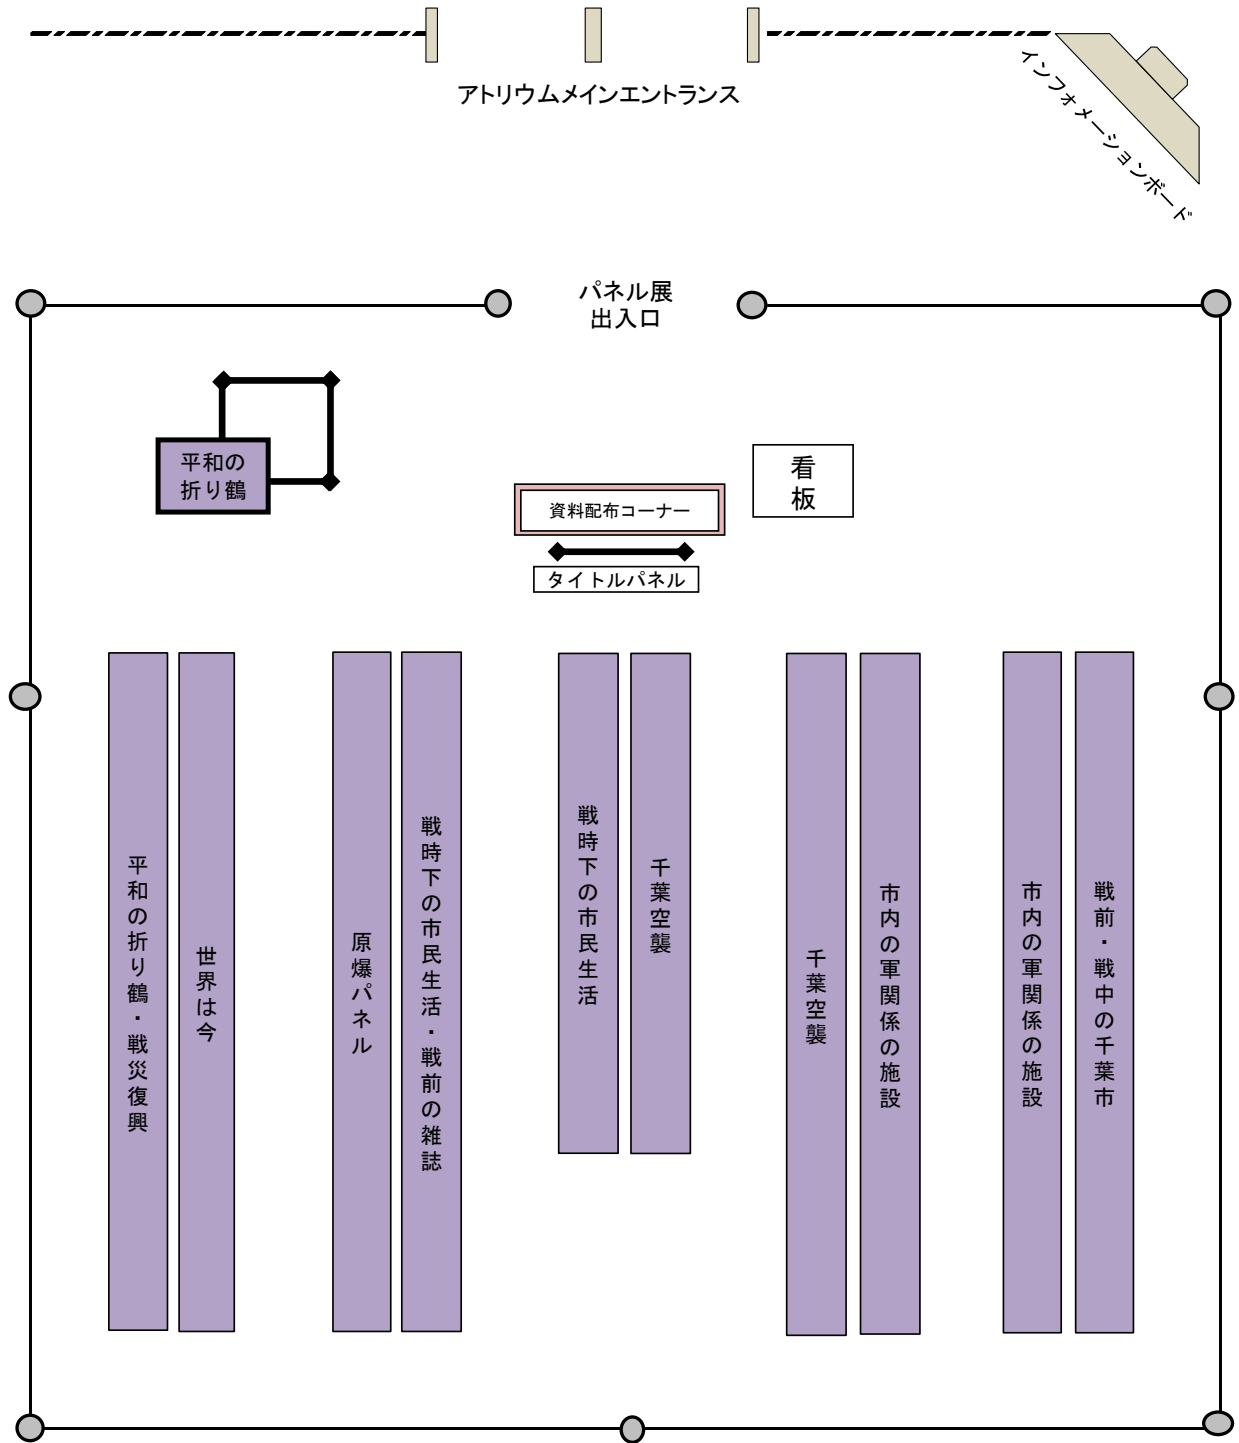 アトリウムメインエントランス
インフォメーションボード
パネル展
出入口
平和の
折り鶴
資料配布コーナー
看
板
タイトルパネル
平和の折り鶴・戦災復興
世界は今
原爆パネル
戦時下の市民生活・戦前の雑誌
戦時下の市民生活
千葉空襲
千葉空襲
市内の軍関係の施設
市内の軍関係の施設
戦前・戦中の千葉市